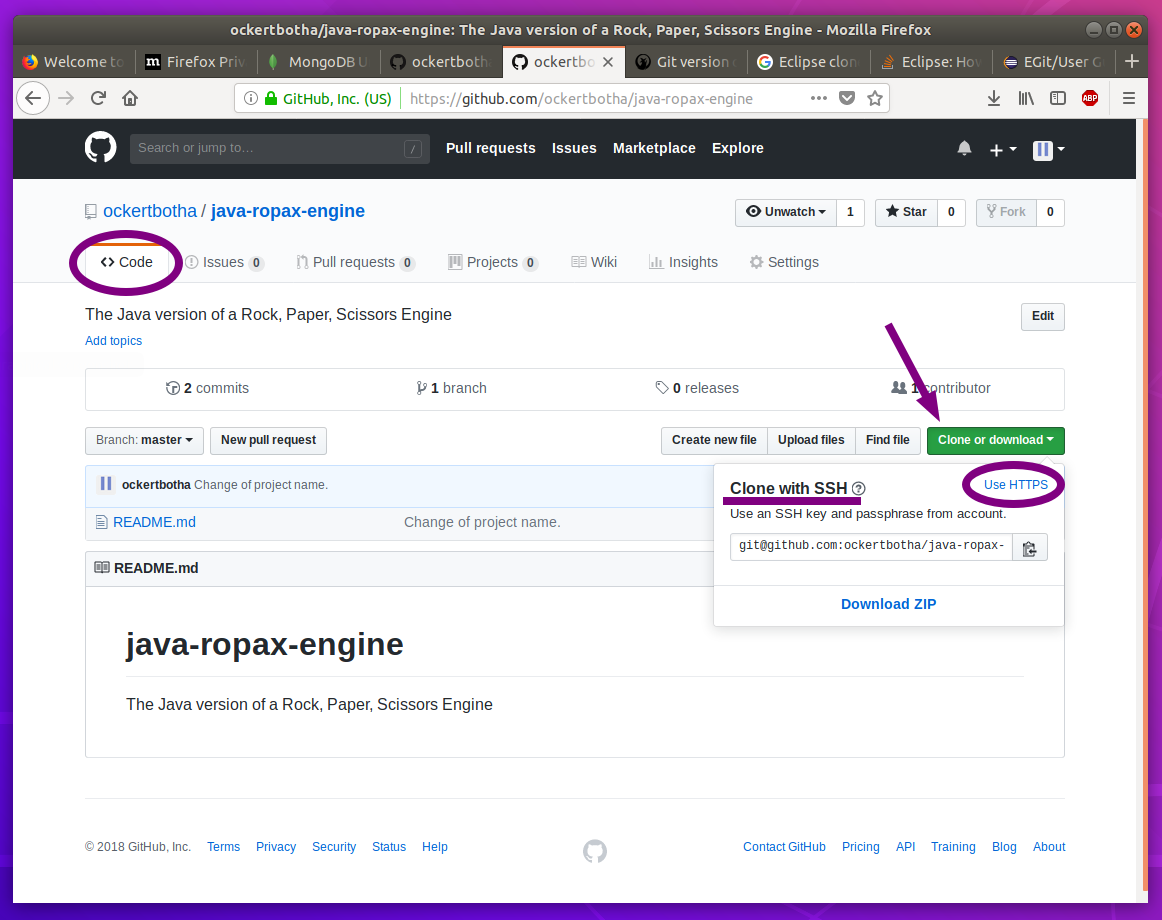 ockertbotha/java-ropax-engine: The Java version of a Rock, Paper, Scissors Engine - Mozilla Firefox
Welcome to Firefox Priv MongoDB U ockertboth ockertbo Git version Eclipse clon Eclipse: How EGit/User G
GitHub, Inc. (US) https://github.com/ockertbotha/java-ropax-engine ABP
Search or jump to… / Pull requests Issues Marketplace Explore
ockertbotha / java-ropax-engine Unwatch 1 Star 0 Fork 0
Code Issues 0 Pull requests 0 Projects 0 Wiki Insights Settings
The Java version of a Rock, Paper, Scissors Engine Edit
Add topics
2 commits 1 branch 0 releases 1 contributor
Branch: master New pull request Create new file Upload files Find file Clone or download
ockertbotha Change of project name.
README.md Change of project name.
Clone with SSH Use HTTPS
Use an SSH key and passphrase from account.
git@github.com:ockertbotha/java-ropax-
Download ZIP
README.md
java-ropax-engine
The Java version of a Rock, Paper, Scissors Engine
© 2018 GitHub, Inc. Terms Privacy Security Status Help Contact GitHub Pricing API Training Blog About